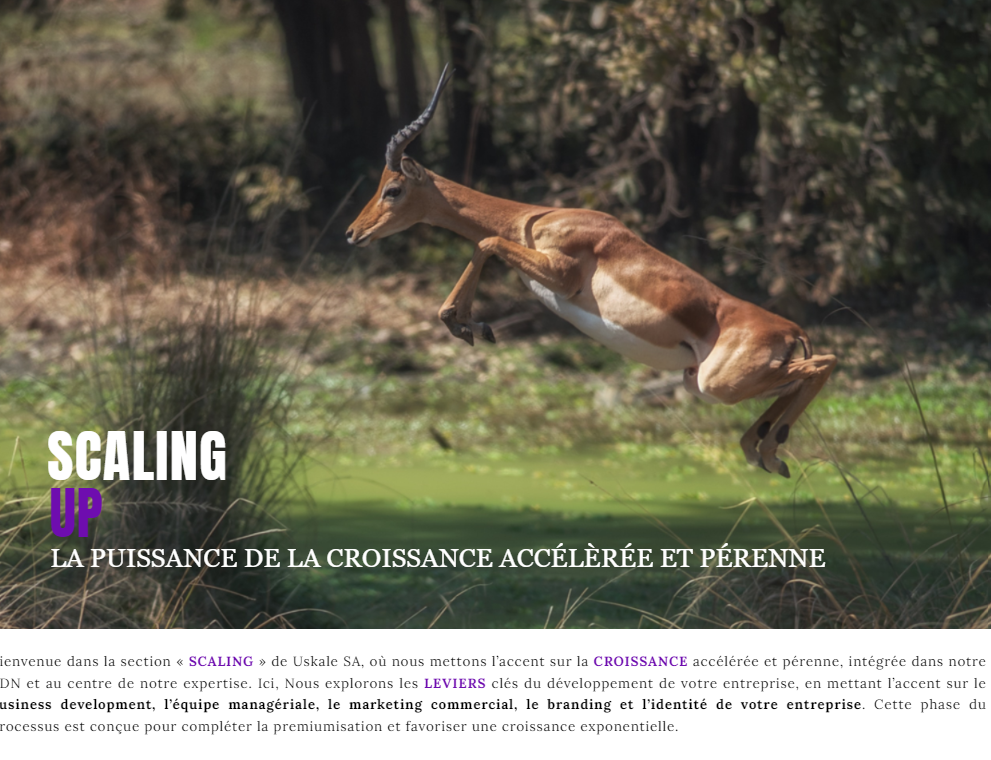 SCALING
UP
LA PUISSANCE DE LA CROISSANCE ACCÉLÈRÉE ET PÉRENNE
ienvenue dans la section « SCALING » de Uskale SA, où nous mettons l’accent sur la CROISSANCE accélérée et pérenne, intégrée dans notre
DN et au centre de notre expertise. Ici, Nous explorons les LEVIERS clés du développement de votre entreprise, en mettant l’accent sur le
usiness development, l’équipe managériale, le marketing commercial, le branding et l’identité de votre entreprise. Cette phase du
rocessus est conçue pour compléter la premiumisation et favoriser une croissance exponentielle.